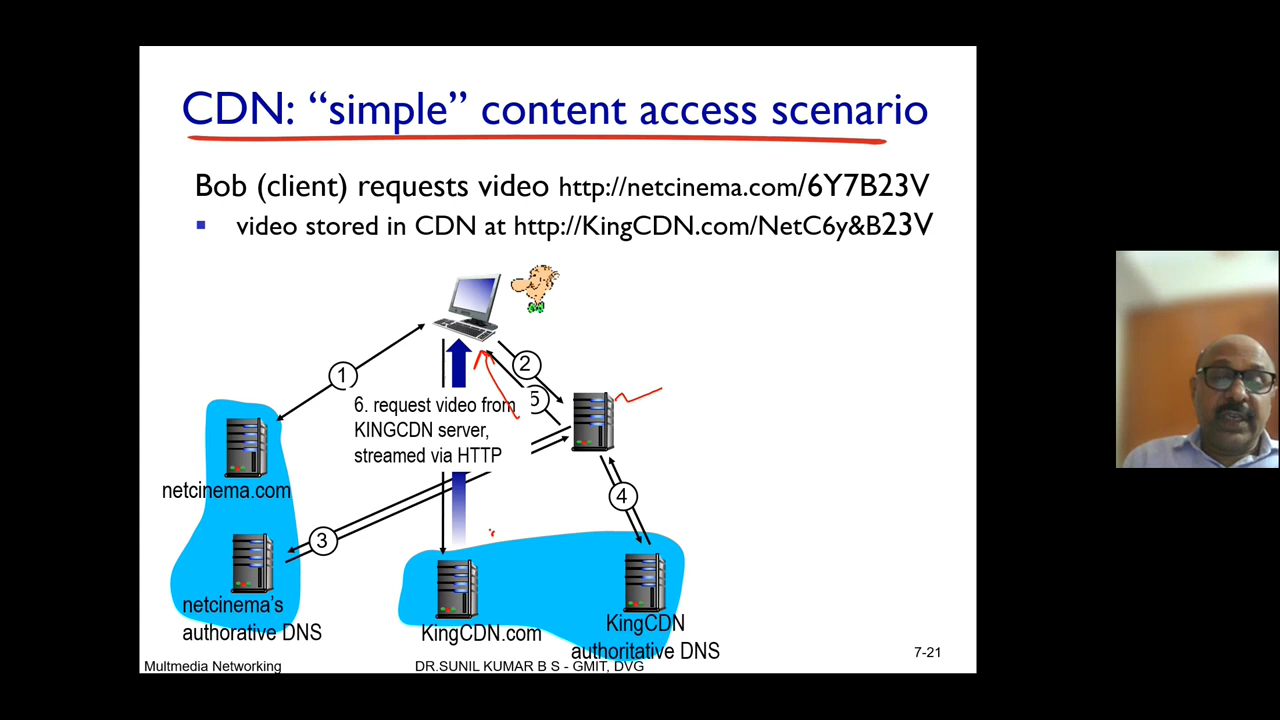 CDN: “simple” content access scenario
Bob (client) requests video http://netcinema.com/6Y7B23V
video stored in CDN at http://KingCDN.com/NetC6y&B23V
1
2
5
6. request video from
KINGCDN server,
streamed via HTTP
netcinema.com
4
3
netcinema’s
authorative DNS
KingCDN.com
KingCDN
authoritative DNS
Multmedia Networking
DR.SUNIL KUMAR B S - GMIT, DVG
7-21